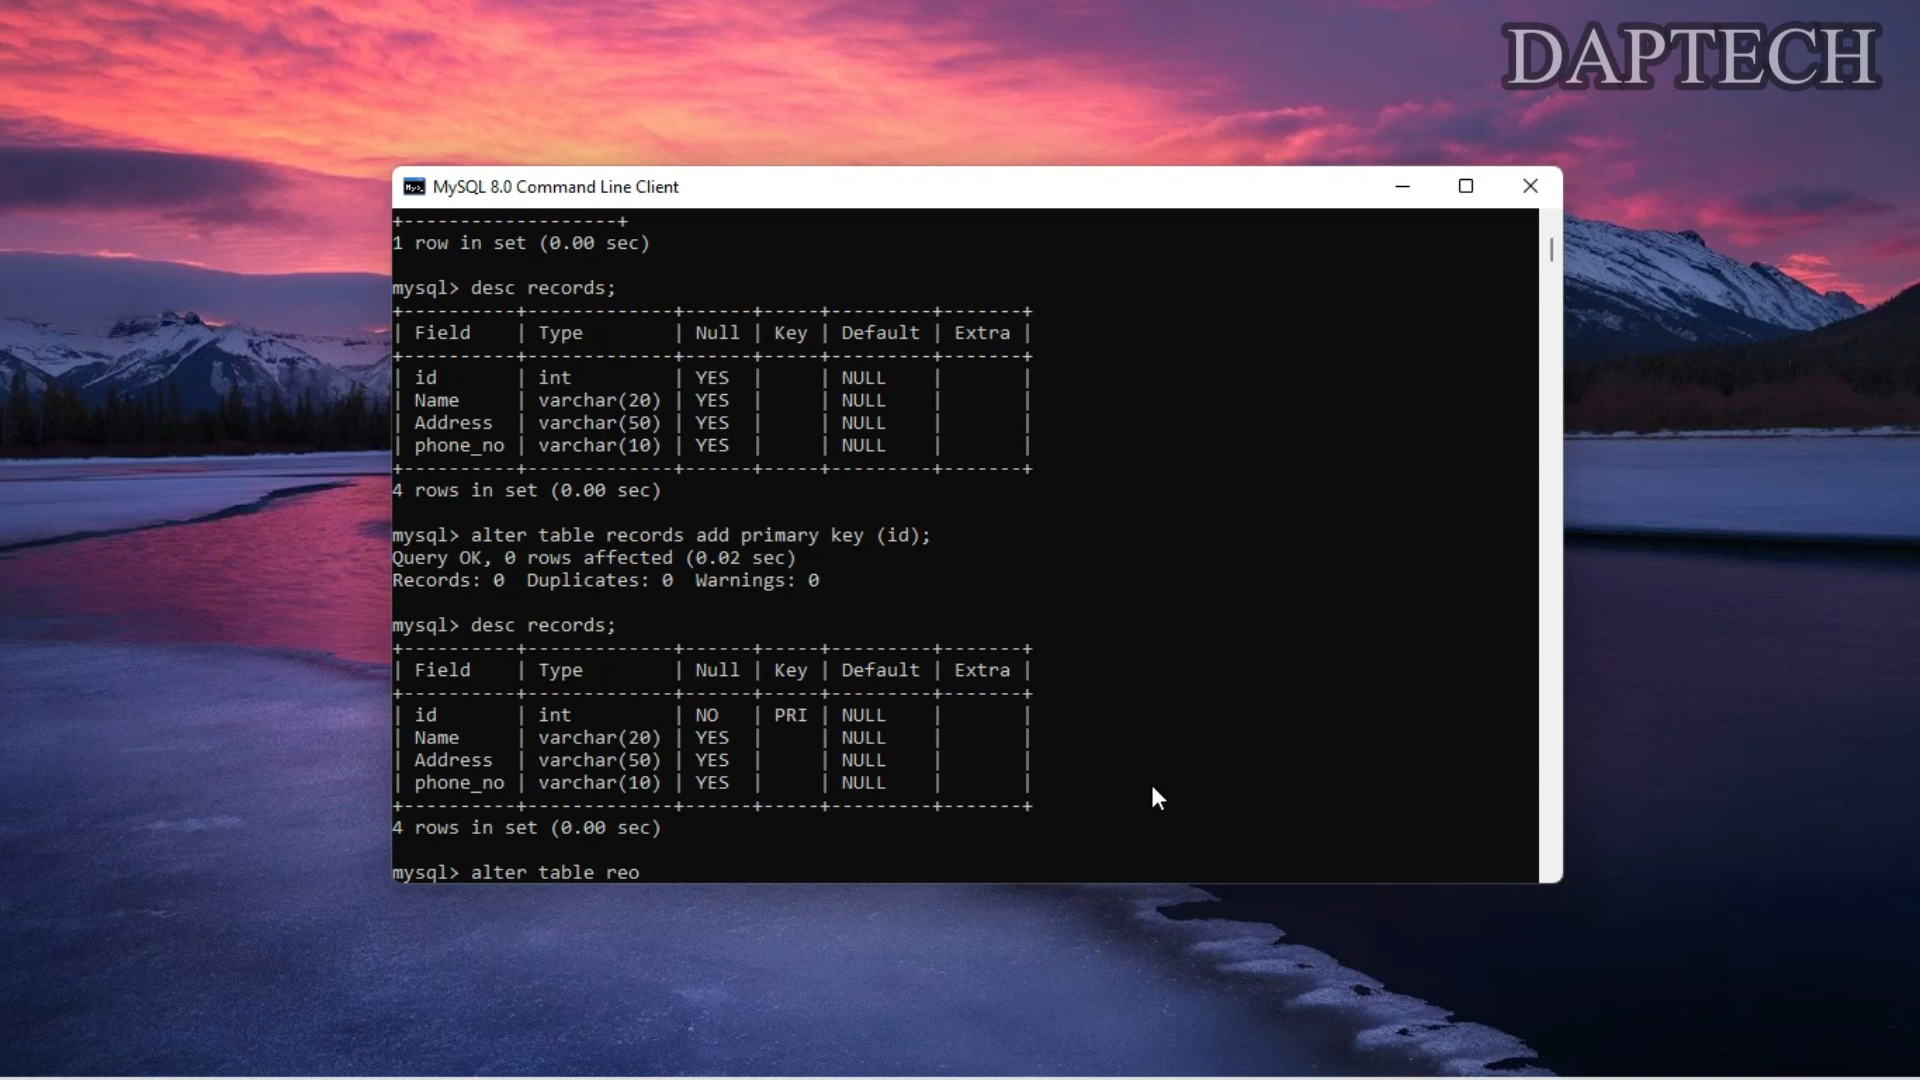 DAPTECH
MySQL 8.0 Command Line Client
+-------------------+
1 row in set (0.00 sec)
mysql> desc records;
+----------+-------------+------+-----+---------+-------+
| Field    | Type        | Null | Key | Default | Extra |
+----------+-------------+------+-----+---------+-------+
| id       | int         | YES  |     | NULL    |       |
| Name     | varchar(20) | YES  |     | NULL    |       |
| Address  | varchar(50) | YES  |     | NULL    |       |
| phone_no | varchar(10) | YES  |     | NULL    |       |
+----------+-------------+------+-----+---------+-------+
4 rows in set (0.00 sec)
mysql> alter table records add primary key (id);
Query OK, 0 rows affected (0.02 sec)
Records: 0  Duplicates: 0  Warnings: 0
mysql> desc records;
+----------+-------------+------+-----+---------+-------+
| Field    | Type        | Null | Key | Default | Extra |
+----------+-------------+------+-----+---------+-------+
| id       | int         | NO   | PRI | NULL    |       |
| Name     | varchar(20) | YES  |     | NULL    |       |
| Address  | varchar(50) | YES  |     | NULL    |       |
| phone_no | varchar(10) | YES  |     | NULL    |       |
+----------+-------------+------+-----+---------+-------+
4 rows in set (0.00 sec)
mysql> alter table reo